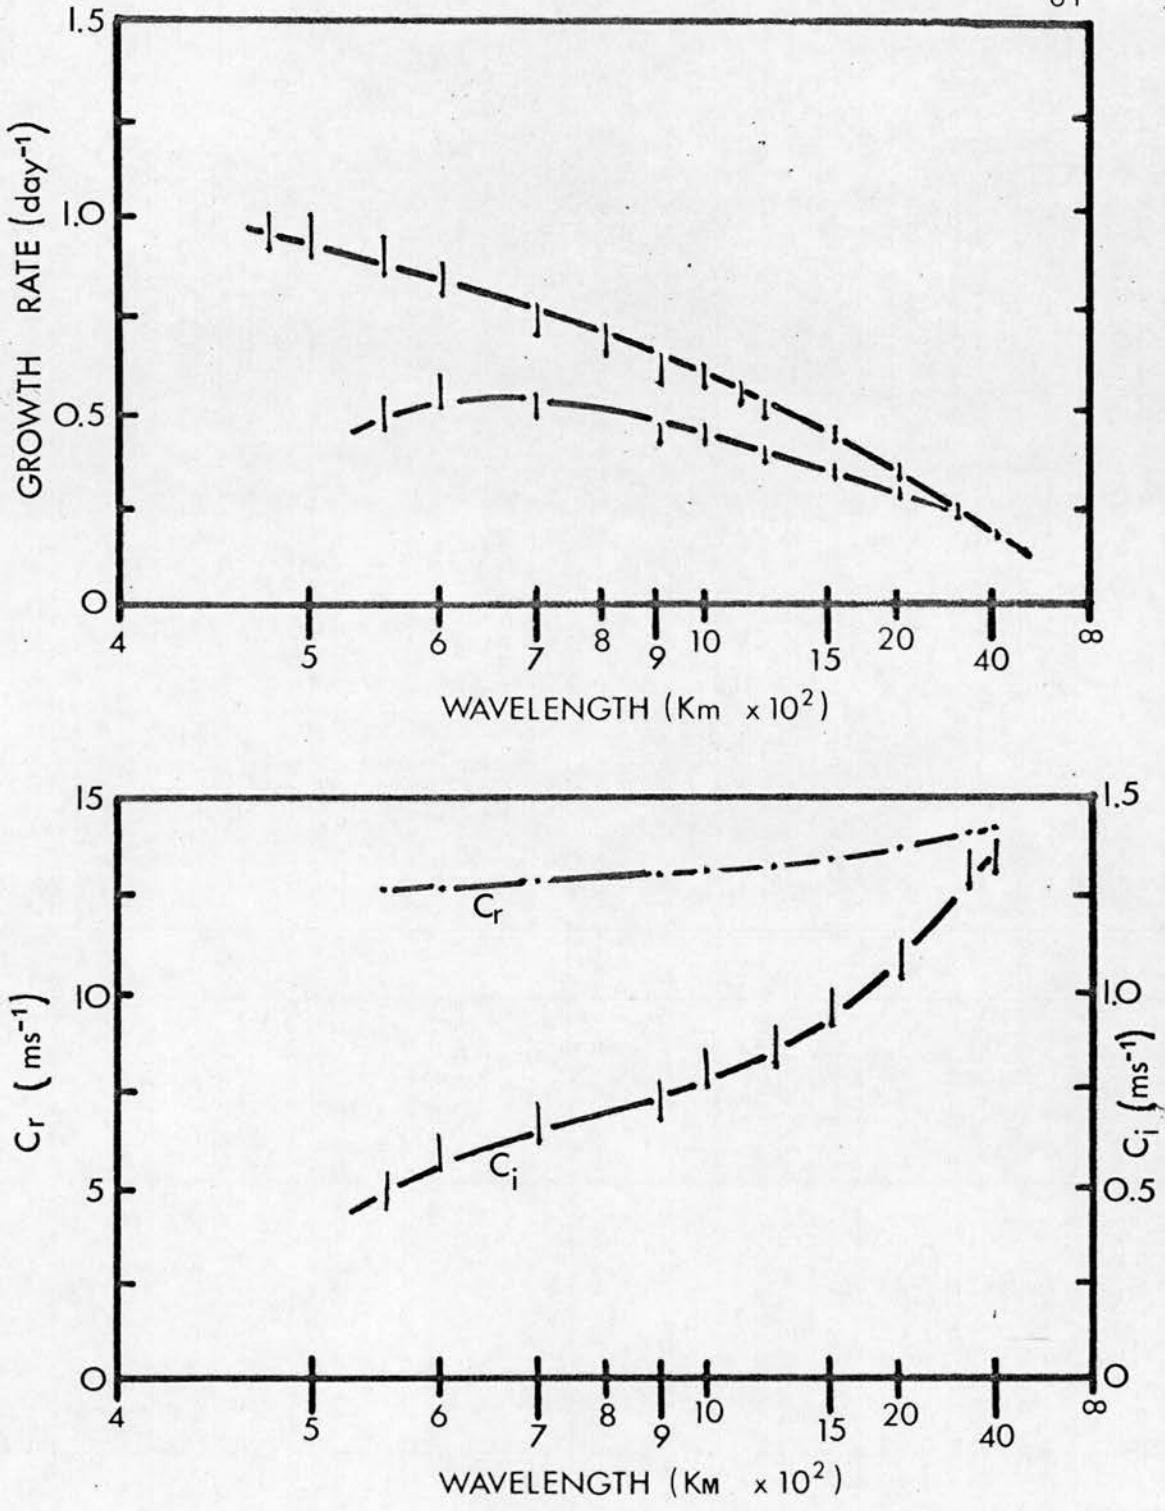 1.5
1.0
0.5
0
GROWTH RATE (day⁻¹)
4 5 6 7 8 9 10 15 20 40 ∞
WAVELENGTH (Km x10²)
15
10
5
0
Cr (ms⁻¹)
1.5
1.0
0.5
0
Ci (ms⁻¹)
Cr
Ci
4 5 6 7 8 9 10 15 20 40 ∞
WAVELENGTH (KM x10²)